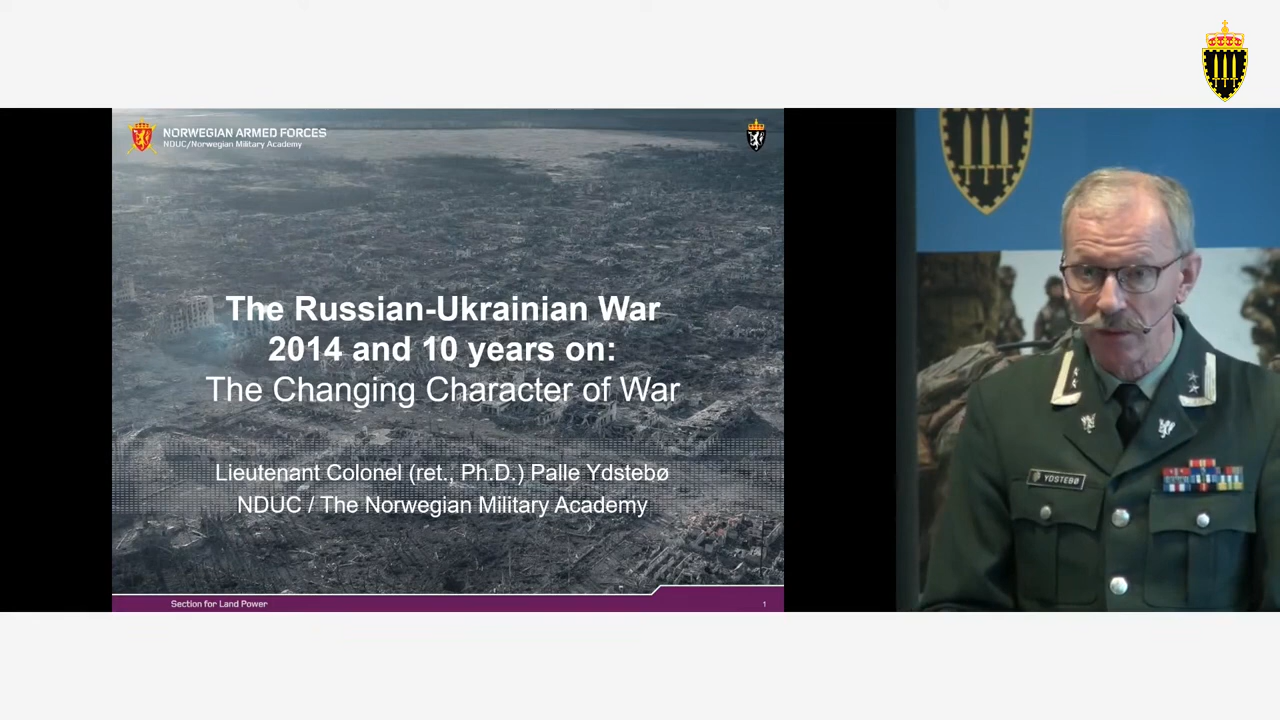 NORWEGIAN ARMED FORCES
NDUC/Norwegian Military Academy
The Russian-Ukrainian War
2014 and 10 years on:
The Changing Character of War
Lieutenant Colonel (ret., Ph.D.) Palle Ydstebø
NDUC / The Norwegian Military Academy
Section for Land Power
1
YDSTEBØ